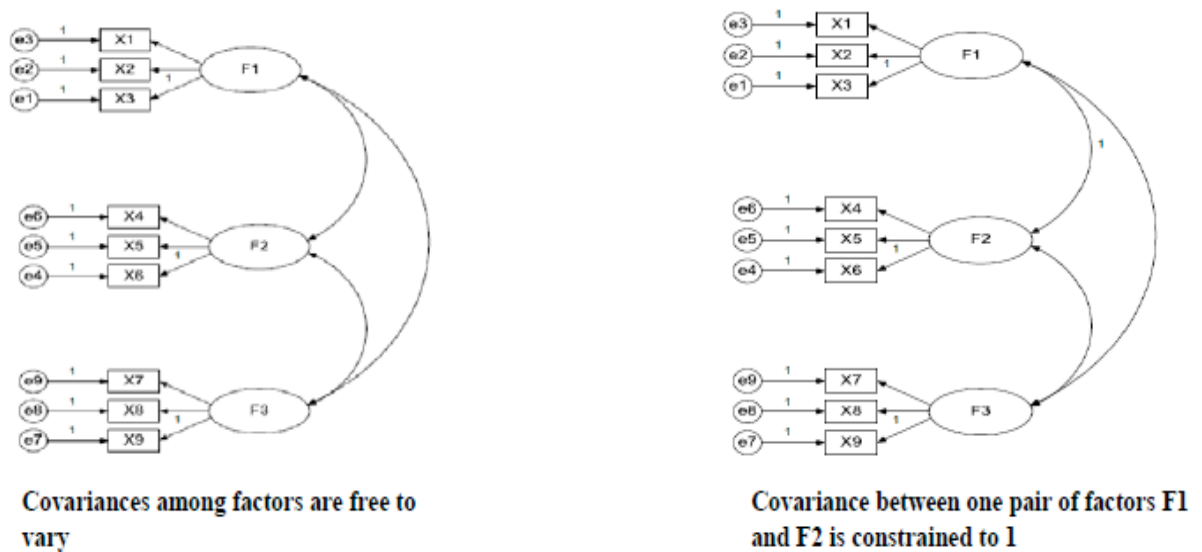 1
e3
X1
1
e2
X2
F1
1
1
e1
X3
1
e6
X4
1
e5
X5
F2
1
1
e4
X6
1
e9
X7
1
e8
X8
F3
1
1
e7
X9
Covariances among factors are free to
vary
1
e3
X1
1
e2
X2
F1
1
1
e1
X3
1
1
e6
X4
1
e5
X5
F2
1
1
e4
X6
1
e9
X7
1
e8
X8
F3
1
1
e7
X9
Covariance between one pair of factors F1
and F2 is constrained to 1